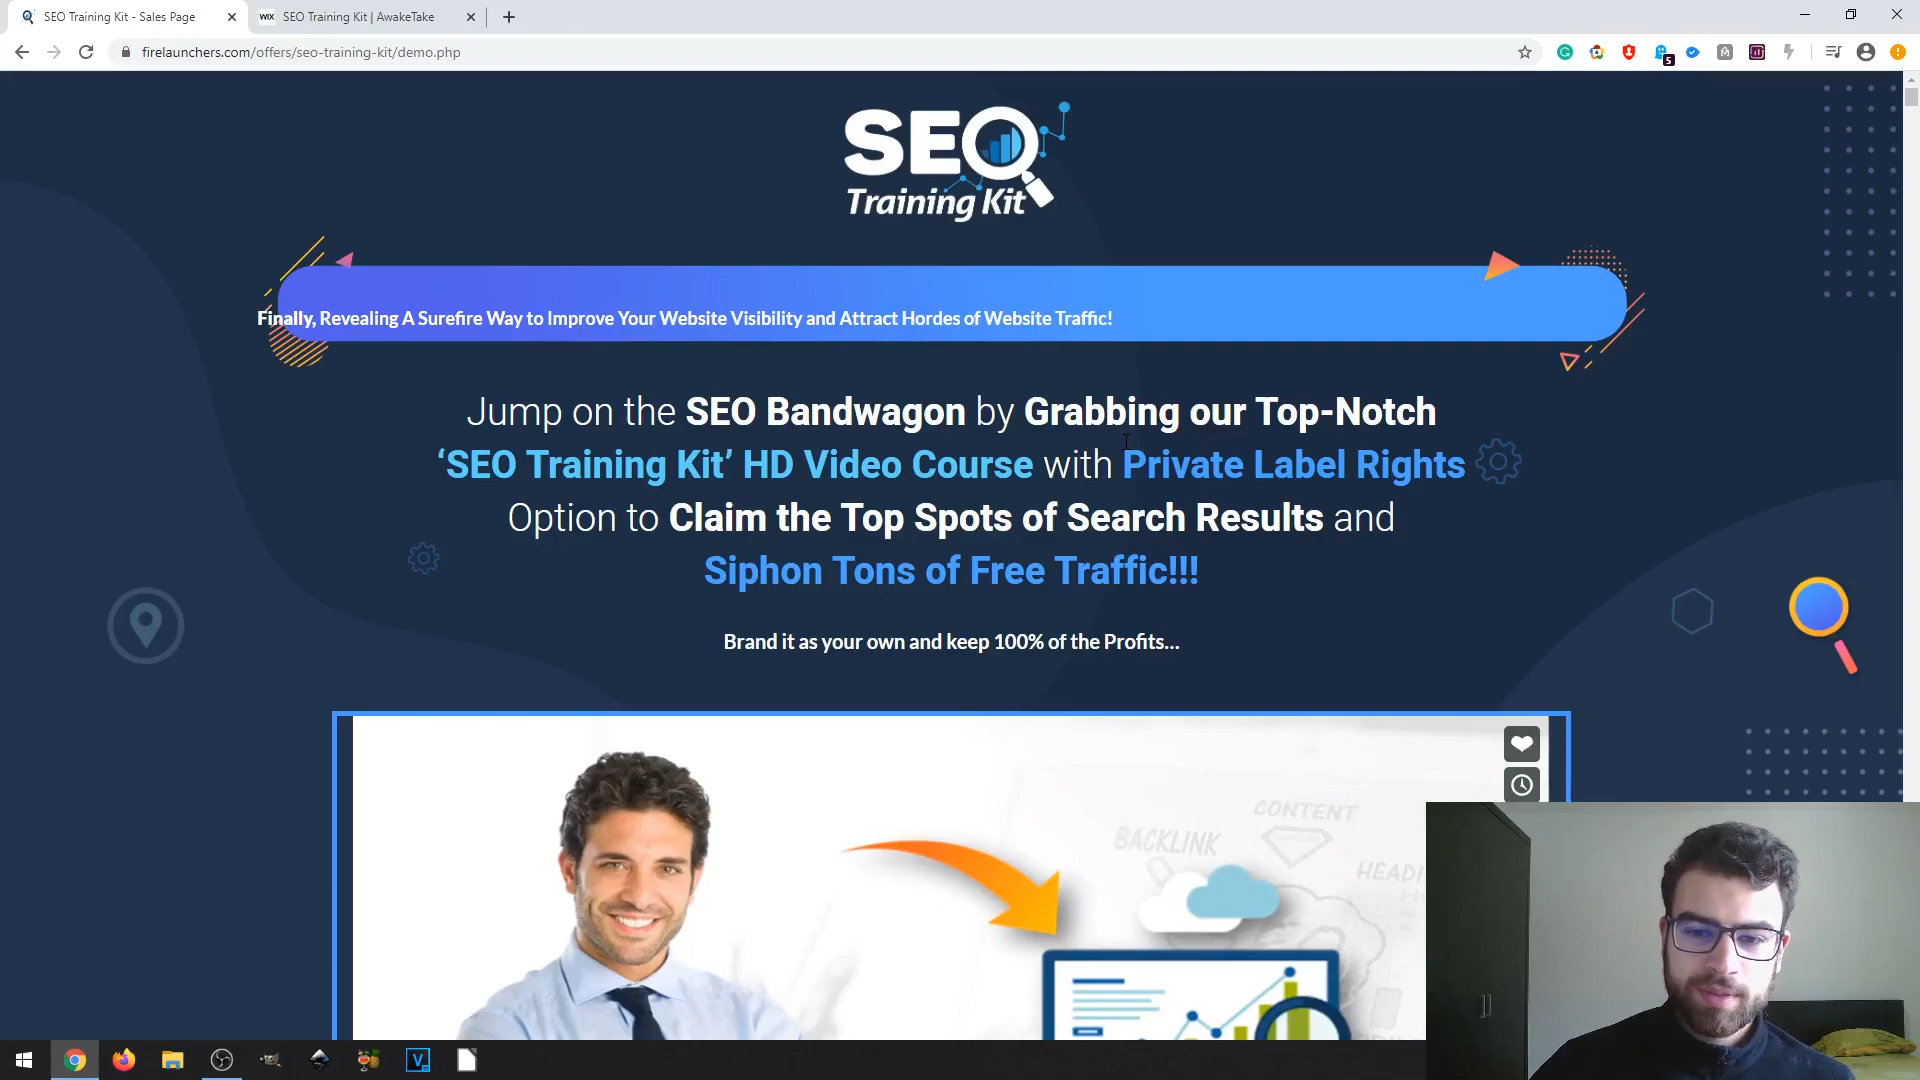 SEO Training Kit - Sales Page
WIX
SEO Training Kit | AwakeTake
firelaunchers.com/offers/seo-training-kit/demo.php
5
SEO
Training Kit
Finally, Revealing A Surefire Way to Improve Your Website Visibility and Attract Hordes of Website Traffic!
Jump on the SEO Bandwagon by Grabbing our Top-Notch
‘SEO Training Kit’ HD Video Course with Private Label Rights
Option to Claim the Top Spots of Search Results and
Siphon Tons of Free Traffic!!!
Brand it as your own and keep 100% of the Profits...
CONTENT
BACKLINK
HEADI
V